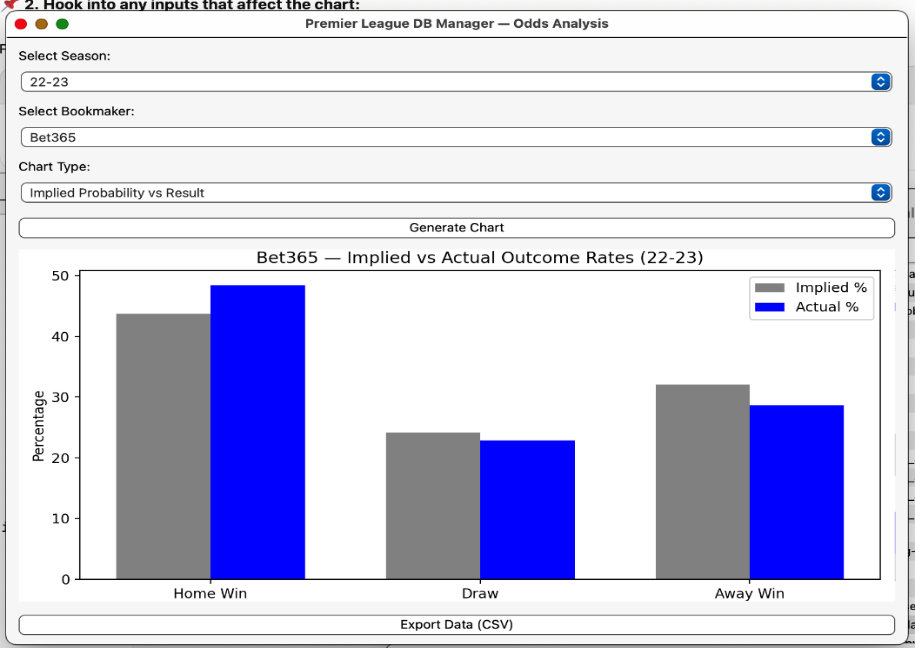 2. Hook into any inputs that affect the chart:
Premier League DB Manager — Odds Analysis
Select Season:
22-23
Select Bookmaker:
Bet365
Chart Type:
Implied Probability vs Result
Generate Chart
Bet365 — Implied vs Actual Outcome Rates (22-23)
Implied %
Actual %
Percentage
50
40
30
20
10
0
Home Win
Draw
Away Win
Export Data (CSV)